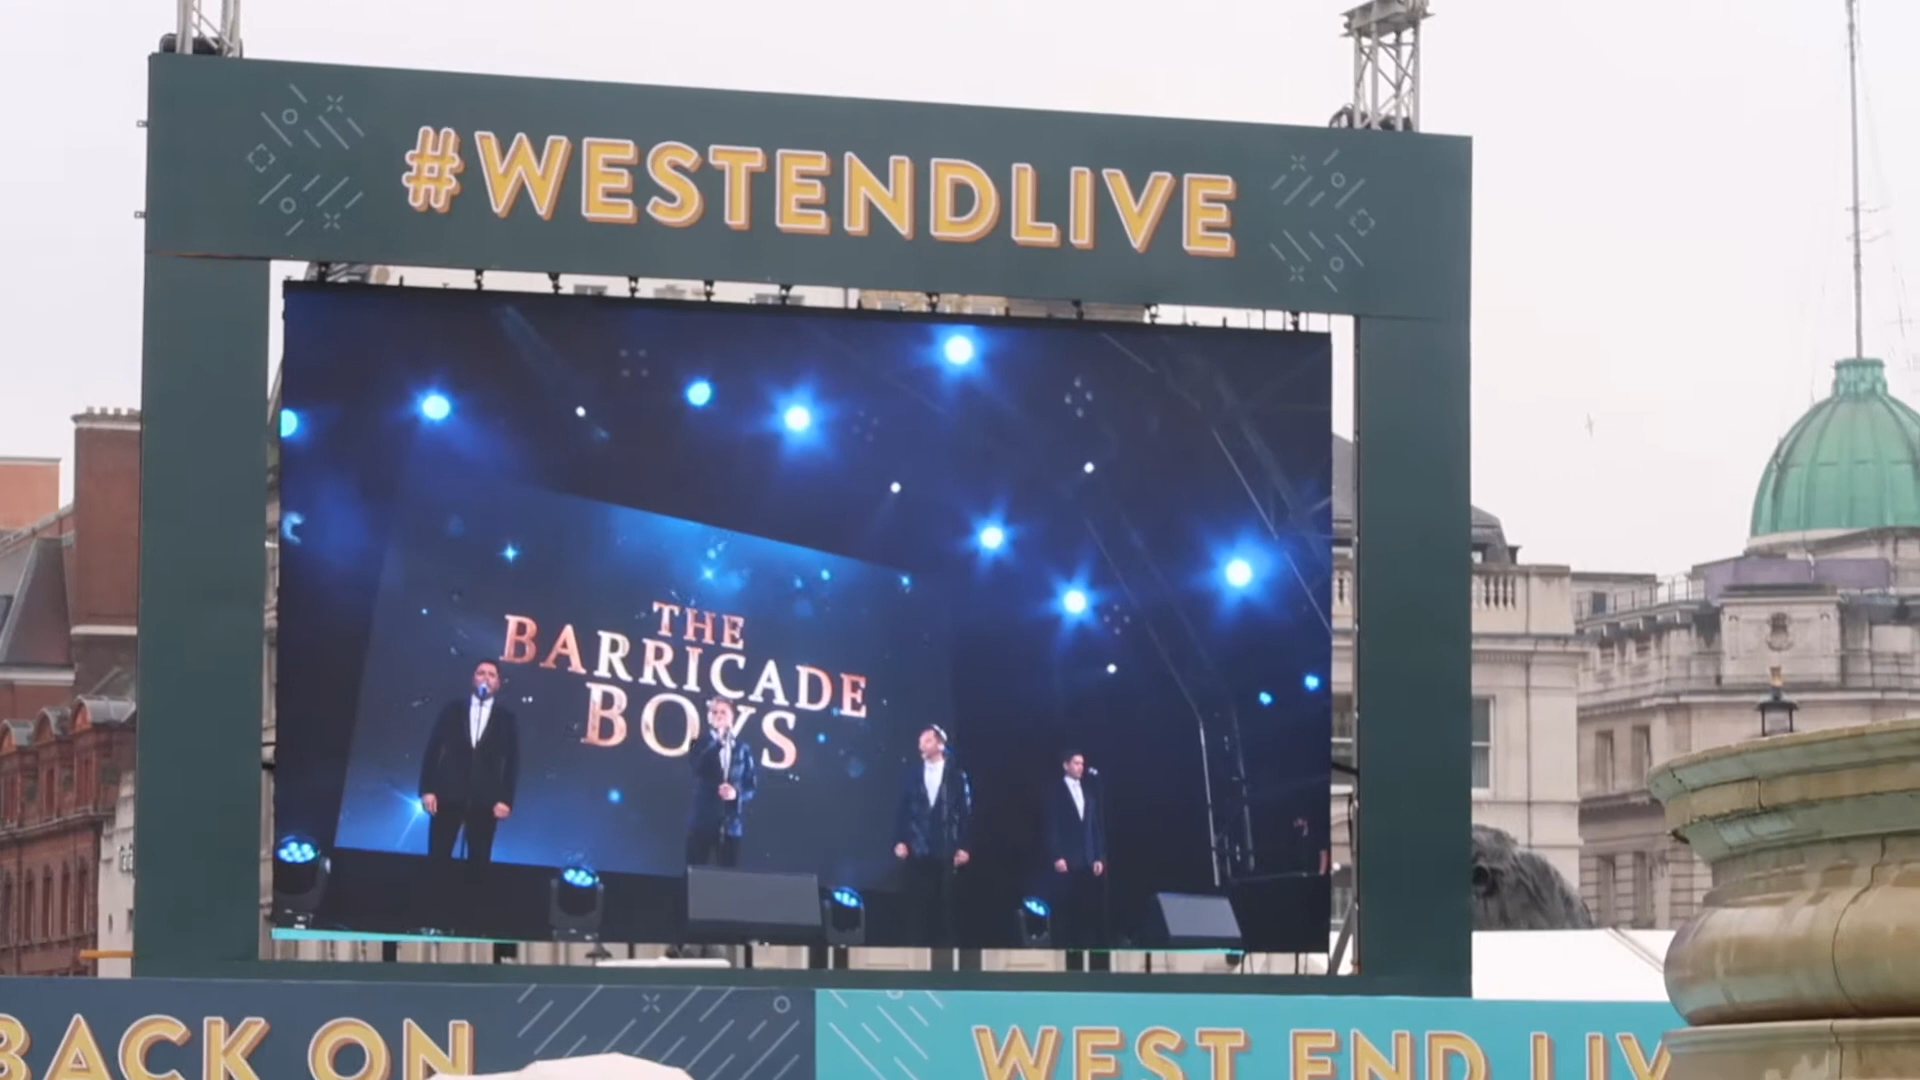 #WESTENDLIVE
THE
BARRICADE
BOYS
BACK ON
WEST END LIV